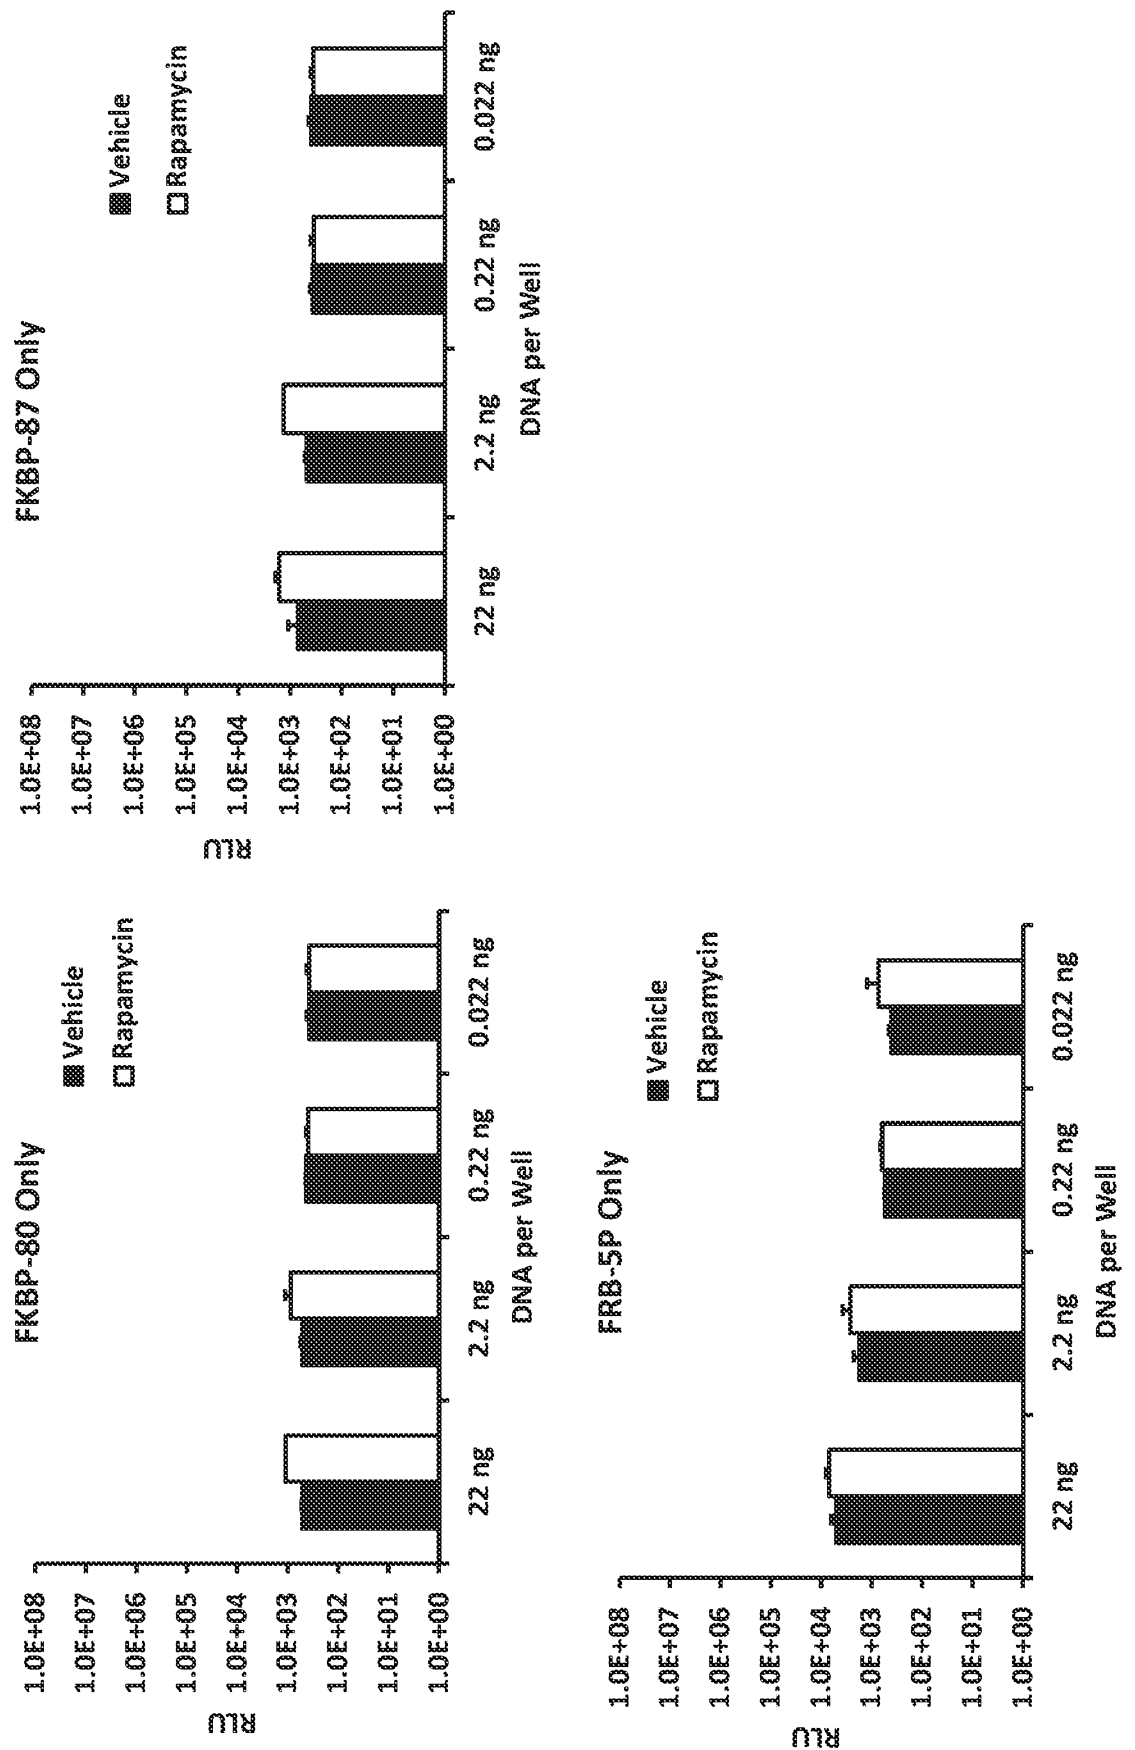 FKBP-80 Only
Vehicle
Rapamycin
1.0E+08
1.0E+07
1.0E+06
1.0E+05
1.0E+04
1.0E+03
1.0E+02
1.0E+01
1.0E+00
RLU
22 ng 2.2 ng 0.22 ng 0.022 ng
DNA per Well
FKBP-87 Only
Vehicle
Rapamycin
1.0E+08
1.0E+07
1.0E+06
1.0E+05
1.0E+04
1.0E+03
1.0E+02
1.0E+01
1.0E+00
RLU
22 ng 2.2 ng 0.22 ng 0.022 ng
DNA per Well
FRB-5P Only
Vehicle
Rapamycin
1.0E+08
1.0E+07
1.0E+06
1.0E+05
1.0E+04
1.0E+03
1.0E+02
1.0E+01
1.0E+00
RLU
22 ng 2.2 ng 0.22 ng 0.022 ng
DNA per Well